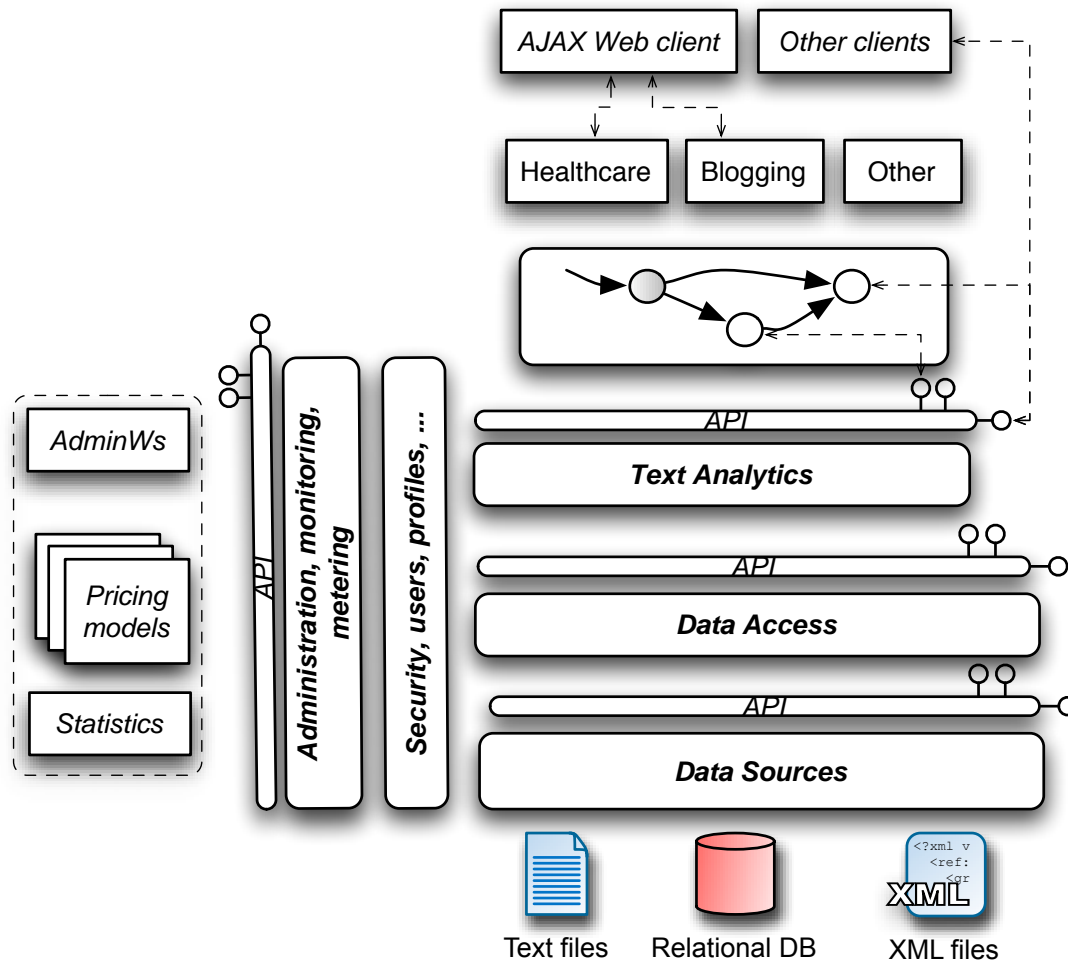 AJAX Web client
Other clients
Healthcare
Blogging
Other
API
Text Analytics
API
Data Access
API
Data Sources
AdminWs
Pricing
models
Statistics
API
Administration, monitoring,
metering
Security, users, profiles, ...
<?xml v
<ref:
<gr
XML
Text files
Relational DB
XML files